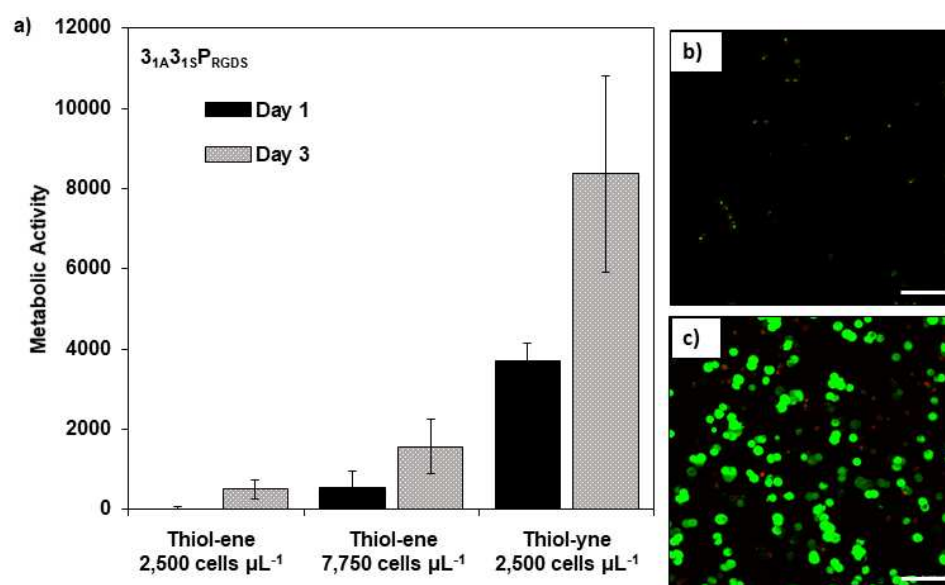 a)
12000
10000
8000
6000
4000
2000
0
Metabolic Activity
3₁ₐ3₁ₛP_RGDS
Day 1
Day 3
Thiol-ene
2,500 cells µL⁻¹
Thiol-ene
7,750 cells µL⁻¹
Thiol-yne
2,500 cells µL⁻¹
b)
c)